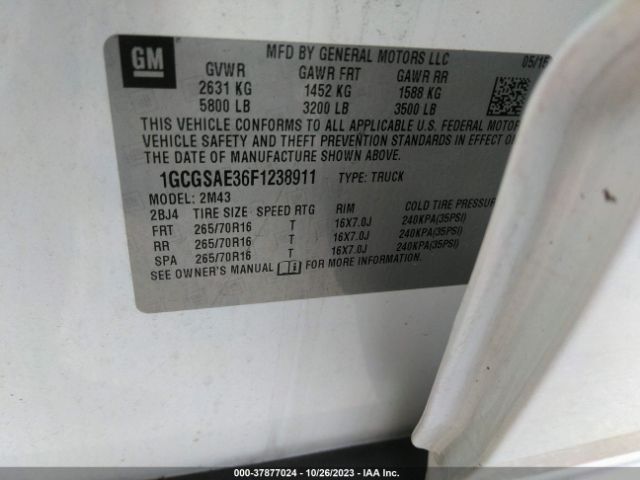 GM
MFD BY GENERAL MOTORS LLC 05/15
GVWR GAWR FRT GAWR RR
2631 KG 1452 KG 1588 KG
5800 LB 3200 LB 3500 LB
THIS VEHICLE CONFORMS TO ALL APPLICABLE U.S. FEDERAL MOTOR
VEHICLE SAFETY AND THEFT PREVENTION STANDARDS IN EFFECT ON
THE DATE OF MANUFACTURE SHOWN ABOVE.
1GCGSAE36F1238911 TYPE: TRUCK
MODEL: 2M43
2BJ4 TIRE SIZE SPEED RTG RIM COLD TIRE PRESSUR
FRT 265/70R16 T 16X7.0J 240KPA(35PSI)
RR 265/70R16 T 16X7.0J 240KPA(35PSI)
SPA 265/70R16 T 16X7.0J 240KPA(35PSI)
SEE OWNER'S MANUAL FOR MORE INFORMATION.
000-37877024 | 10/26/2023 | IAA Inc.